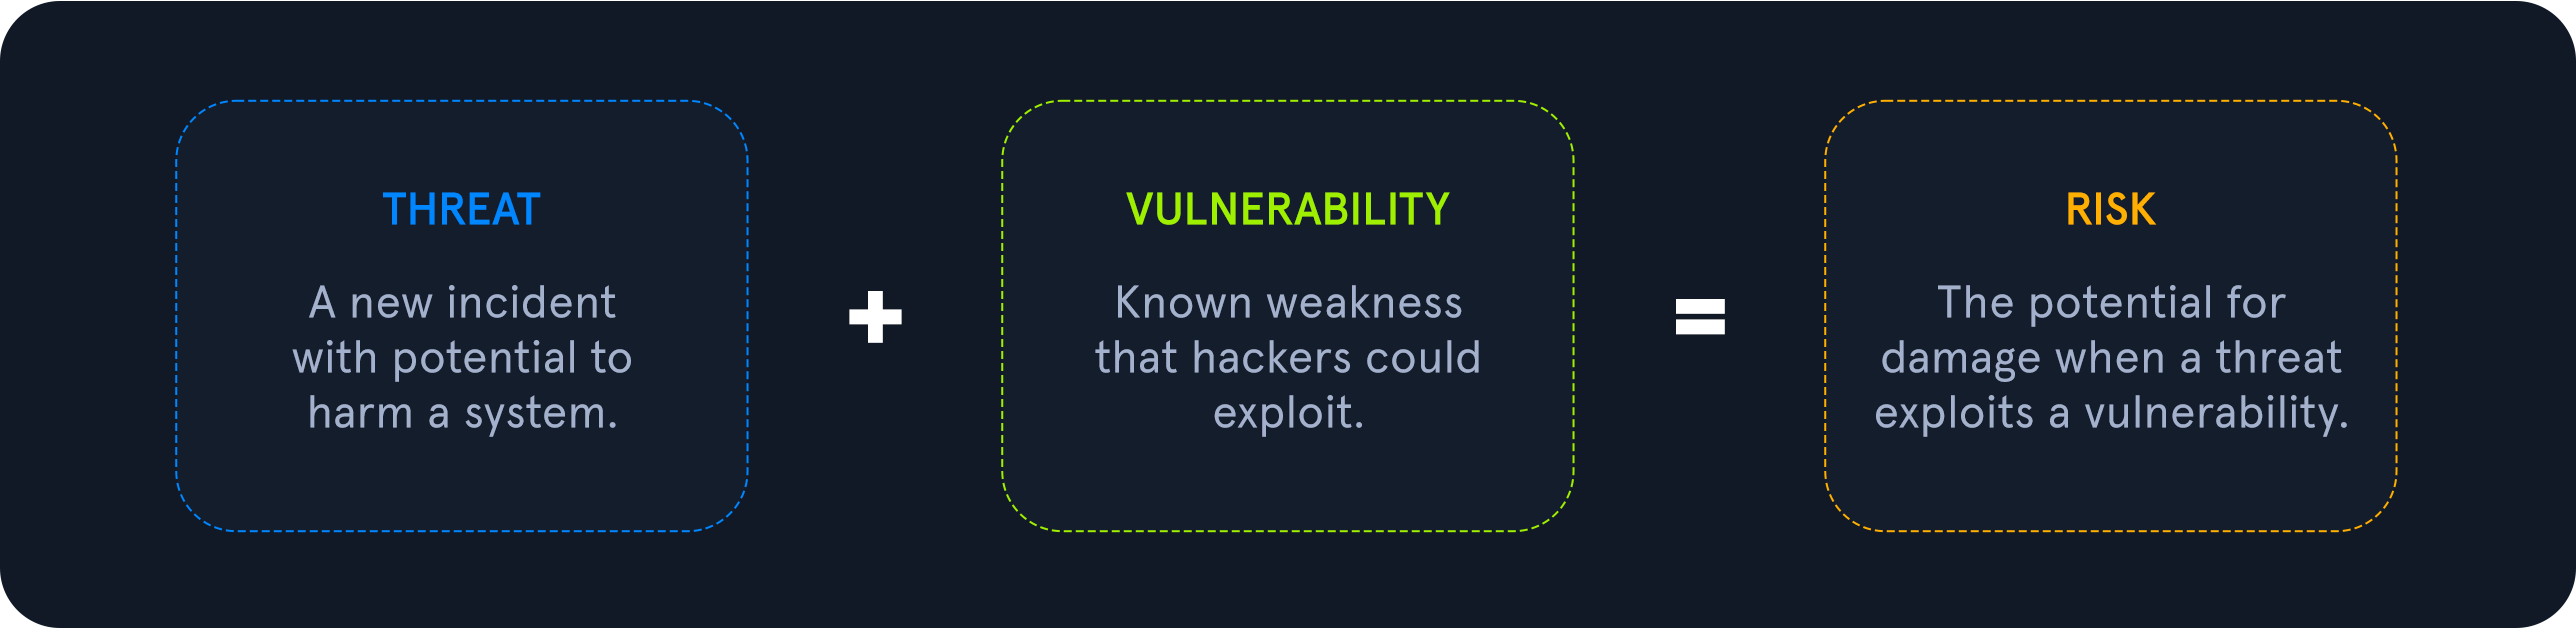 THREAT
A new incident
with potential to
harm a system.
+
VULNERABILITY
Known weakness
that hackers could
exploit.
=
RISK
The potential for
damage when a threat
exploits a vulnerability.